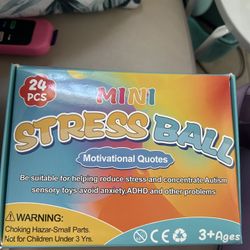 24
PCS
MINI
STRESS BALL
Motivational Quotes
Be suitable for helping reduce stress and concentrate Autism
sensory toys avoid anxiety,ADHD and other problems
WARNING:
Choking Hazar-Small Parts.
Not for Children Under 3 Yrs.
CE
3+Ages